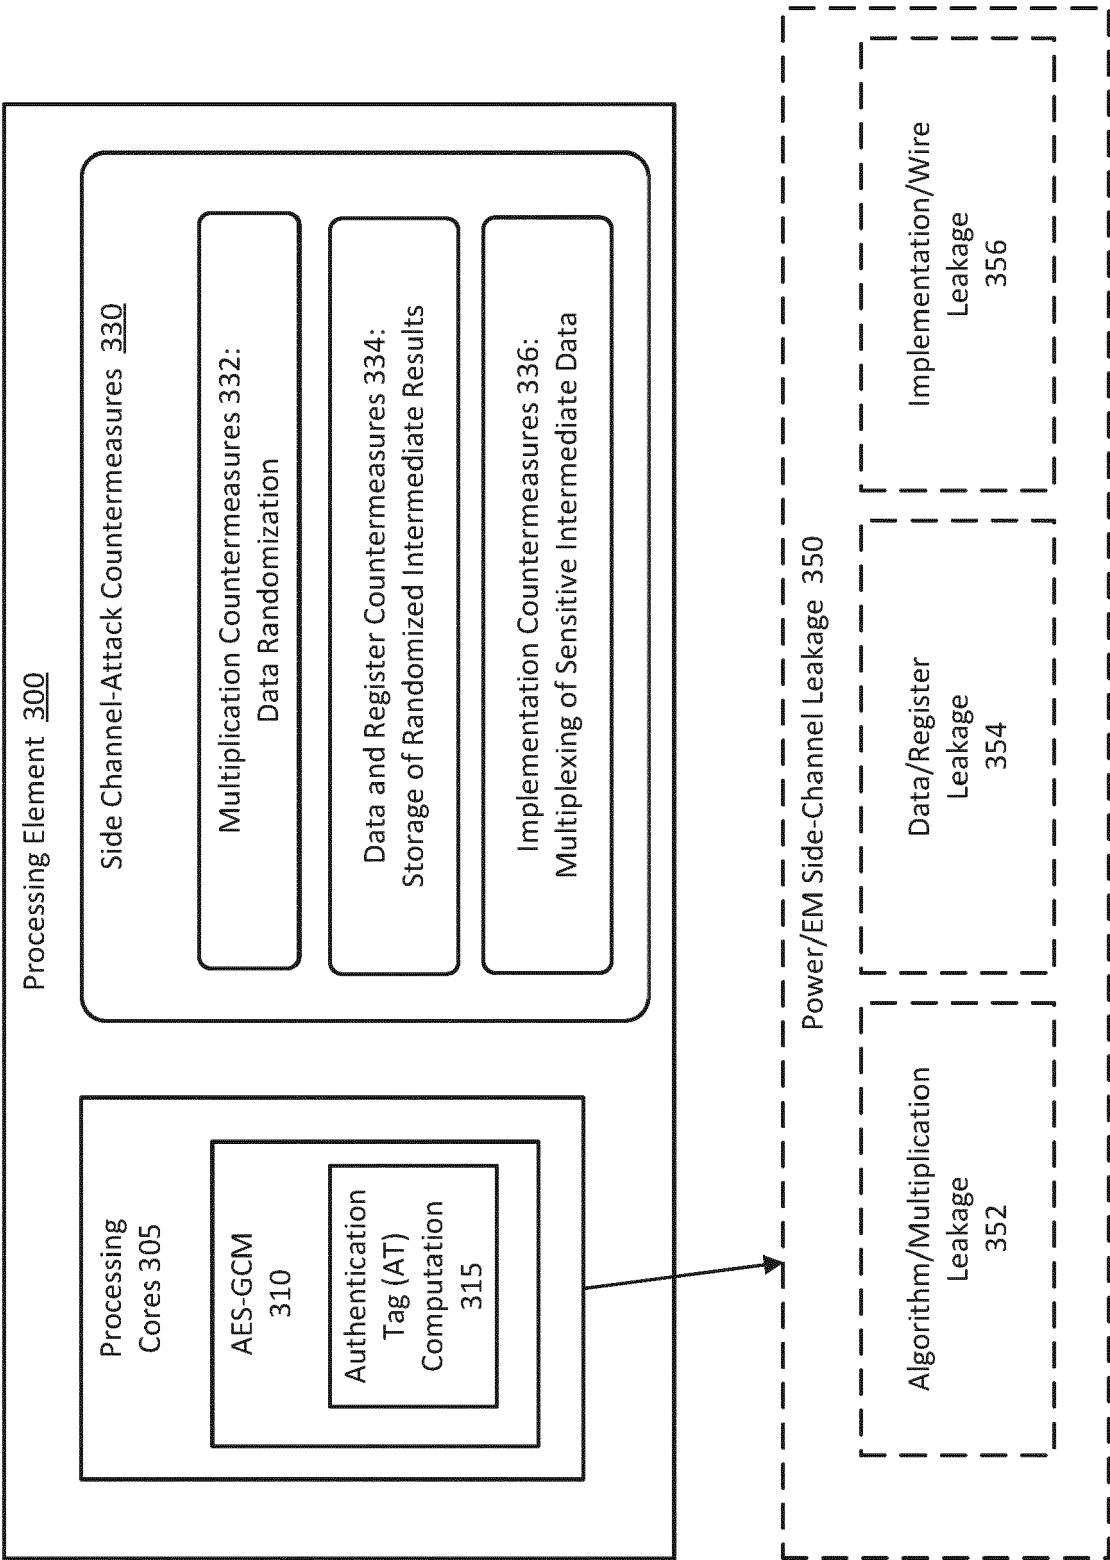 Processing Element 300
Processing
Cores 305
AES-GCM
310
Authentication
Tag (AT)
Computation
315
Side Channel-Attack Countermeasures 330
Multiplication Countermeasures 332:
Data Randomization
Data and Register Countermeasures 334:
Storage of Randomized Intermediate Results
Implementation Countermeasures 336:
Multiplexing of Sensitive Intermediate Data
Power/EM Side-Channel Leakage 350
Algorithm/Multiplication
Leakage
352
Data/Register
Leakage
354
Implementation/Wire
Leakage
356